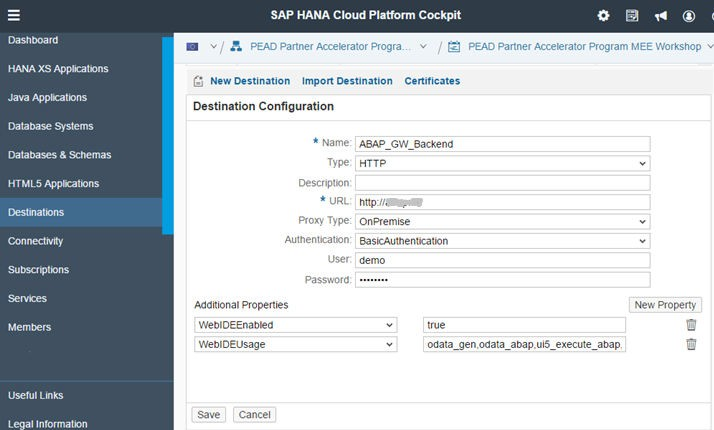 SAP HANA Cloud Platform Cockpit
Dashboard
HANA XS Applications
Java Applications
Database Systems
Databases & Schemas
HTML5 Applications
Destinations
Connectivity
Subscriptions
Services
Members
Useful Links
Legal Information
/ PEAD Partner Accelerator Progra... / PEAD Partner Accelerator Program MEE Workshop
New Destination Import Destination Certificates
Destination Configuration
* Name: ABAP_GW_Backend
Type: HTTP
Description:
* URL: http://
Proxy Type: OnPremise
Authentication: BasicAuthentication
User: demo
Password: ••••••••
Additional Properties New Property
WebIDEEnabled true
WebIDEUsage odata_gen,odata_abap,ui5_execute_abap,
Save Cancel